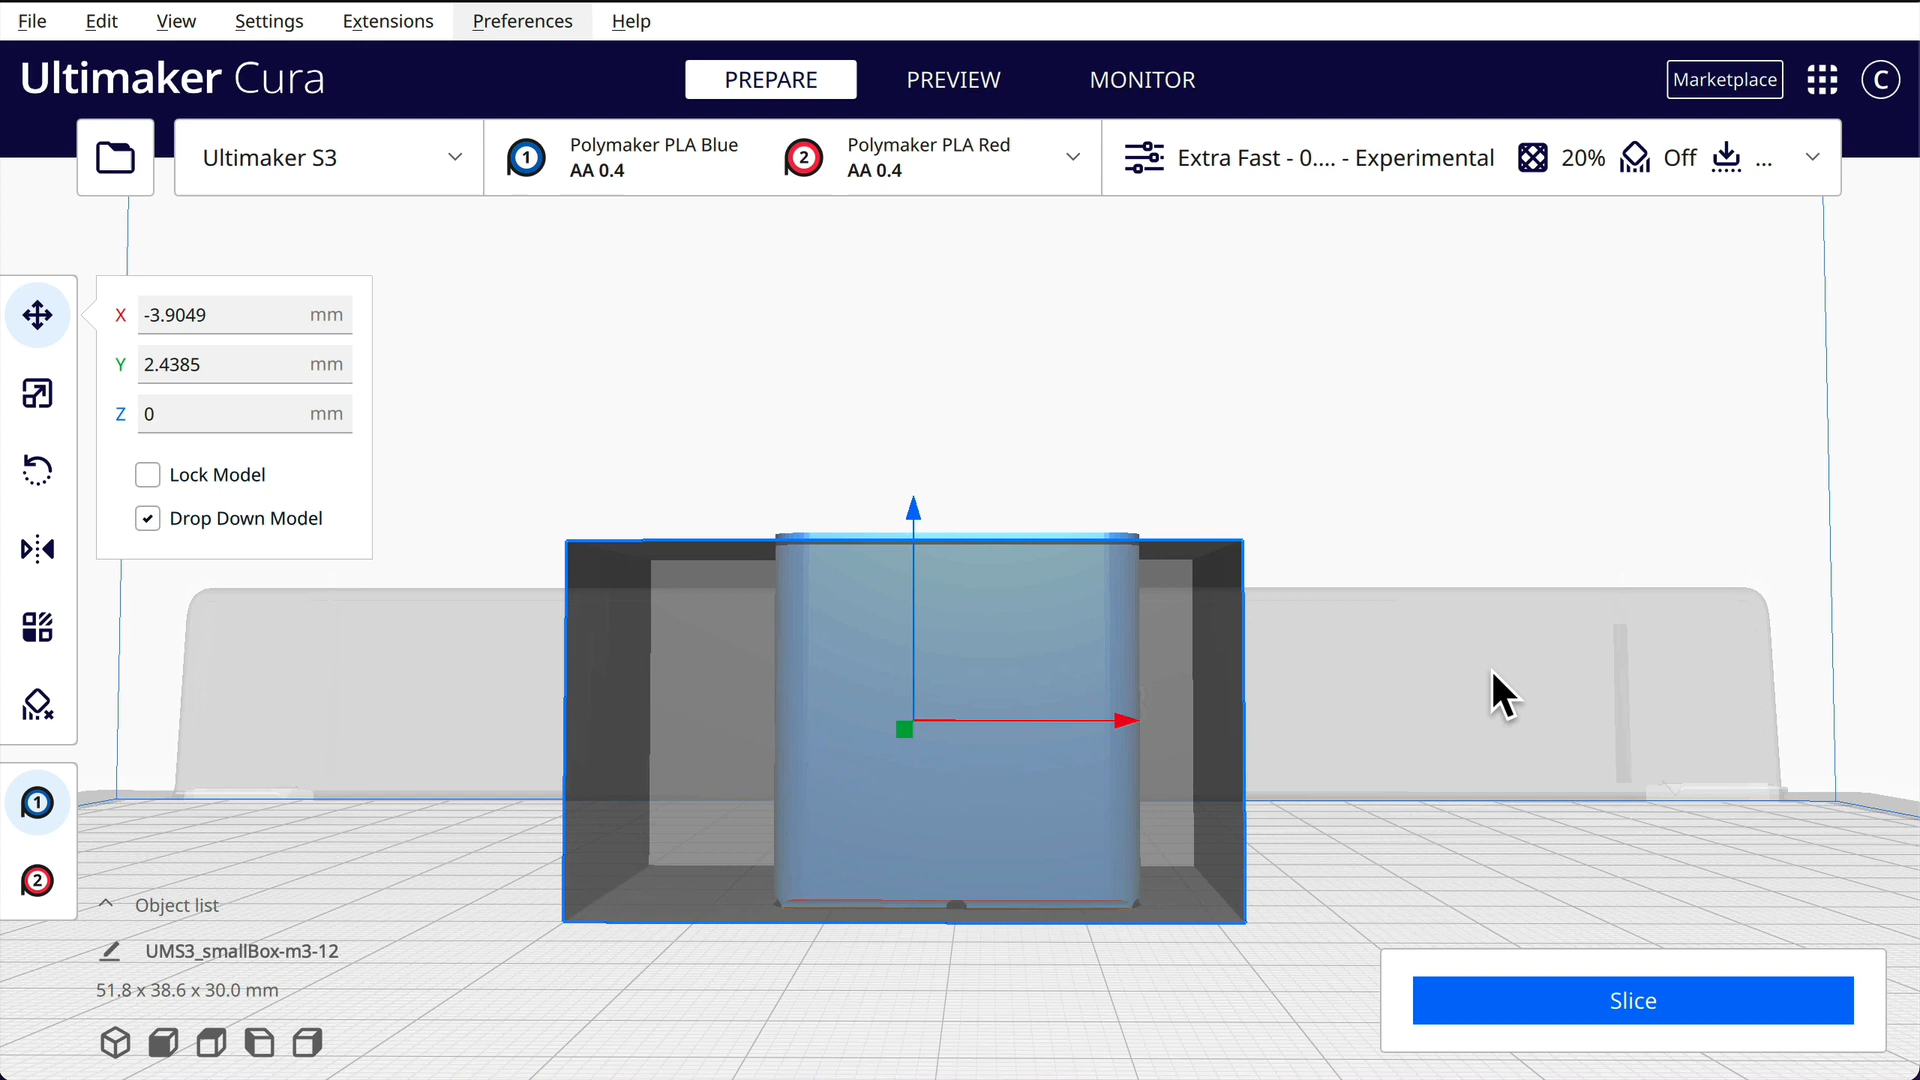 File Edit View Settings Extensions Preferences Help
Ultimaker Cura
PREPARE PREVIEW MONITOR
Marketplace
C
Ultimaker S3
1 Polymaker PLA Blue
AA 0.4
2 Polymaker PLA Red
AA 0.4
Extra Fast - 0.... - Experimental 20% Off ...
X -3.9049 mm
Y 2.4385 mm
Z 0 mm
Lock Model
Drop Down Model
1
2
Object list
UMS3_smallBox-m3-12
51.8 x 38.6 x 30.0 mm
Slice